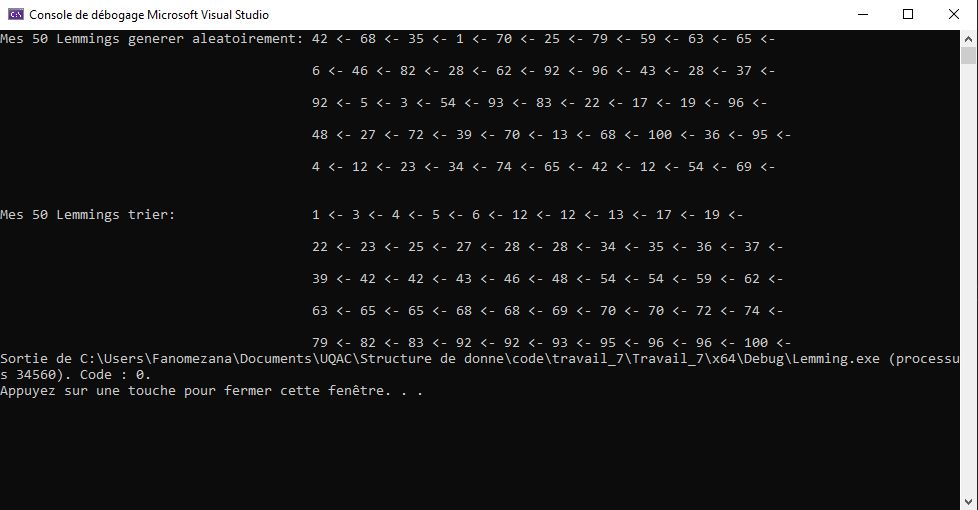 Console de débogage Microsoft Visual Studio
Mes 50 Lemmings generer aleatoirement: 42 <- 68 <- 35 <- 1 <- 70 <- 25 <- 79 <- 59 <- 63 <- 65 <-
6 <- 46 <- 82 <- 28 <- 62 <- 92 <- 96 <- 43 <- 28 <- 37 <-
92 <- 5 <- 3 <- 54 <- 93 <- 83 <- 22 <- 17 <- 19 <- 96 <-
48 <- 27 <- 72 <- 39 <- 70 <- 13 <- 68 <- 100 <- 36 <- 95 <-
4 <- 12 <- 23 <- 34 <- 74 <- 65 <- 42 <- 12 <- 54 <- 69 <-
Mes 50 Lemmings trier: 1 <- 3 <- 4 <- 5 <- 6 <- 12 <- 12 <- 13 <- 17 <- 19 <-
22 <- 23 <- 25 <- 27 <- 28 <- 28 <- 34 <- 35 <- 36 <- 37 <-
39 <- 42 <- 42 <- 43 <- 46 <- 48 <- 54 <- 54 <- 59 <- 62 <-
63 <- 65 <- 65 <- 68 <- 68 <- 69 <- 70 <- 70 <- 72 <- 74 <-
79 <- 82 <- 83 <- 92 <- 92 <- 93 <- 95 <- 96 <- 96 <- 100 <-
Sortie de C:\Users\Fanomezana\Documents\UQAC\Structure de donne\code\travail_7\Travail_7\x64\Debug\Lemming.exe (processu
s 34560). Code : 0.
Appuyez sur une touche pour fermer cette fenêtre. . .